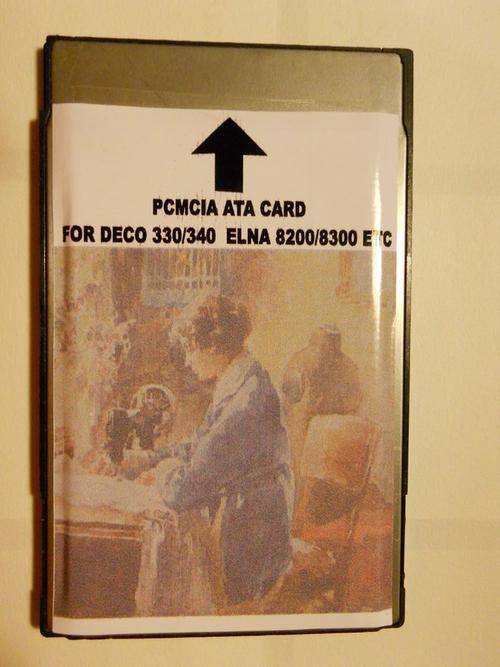 PCMCIA ATA CARD
FOR DECO 330/340 ELNA 8200/8300 ETC